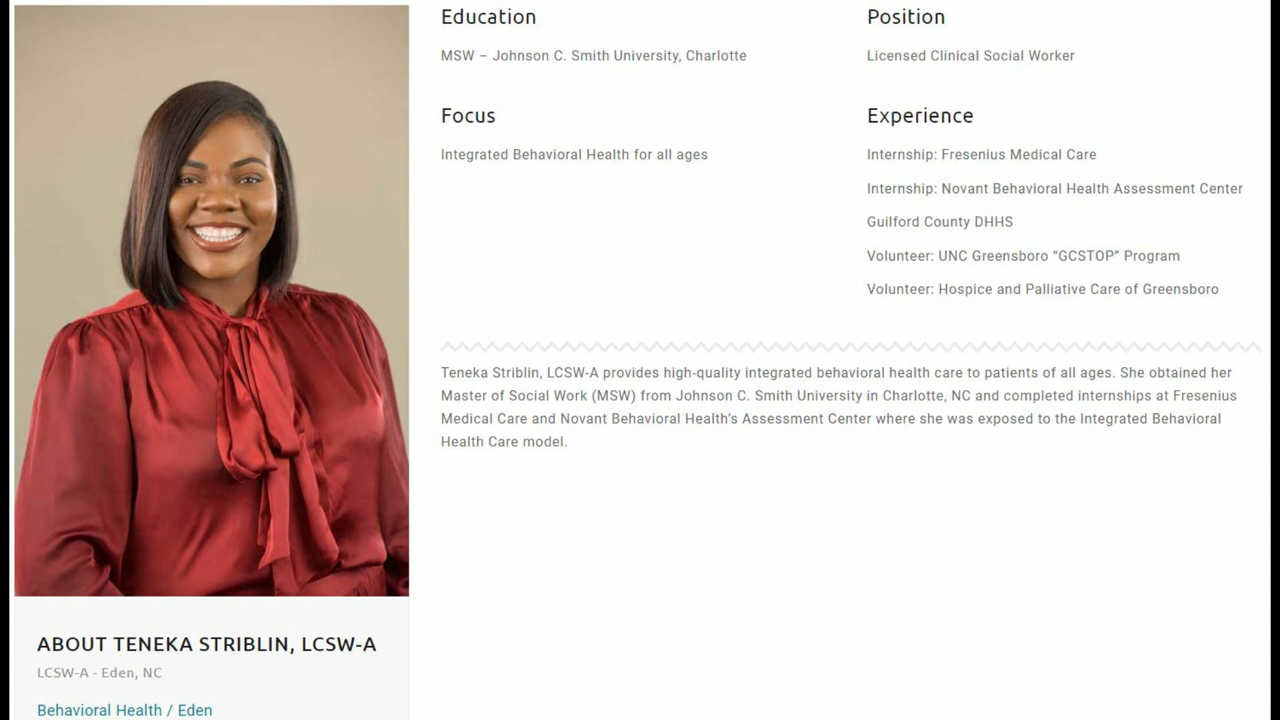 Education
MSW – Johnson C. Smith University, Charlotte
Position
Licensed Clinical Social Worker
Focus
Integrated Behavioral Health for all ages
Experience
Internship: Fresenius Medical Care
Internship: Novant Behavioral Health Assessment Center
Guilford County DHHS
Volunteer: UNC Greensboro “GCSTOP” Program
Volunteer: Hospice and Palliative Care of Greensboro
Teneka Striblin, LCSW-A provides high-quality integrated behavioral health care to patients of all ages. She obtained her
Master of Social Work (MSW) from Johnson C. Smith University in Charlotte, NC and completed internships at Fresenius
Medical Care and Novant Behavioral Health’s Assessment Center where she was exposed to the Integrated Behavioral
Health Care model.
ABOUT TENEKA STRIBLIN, LCSW-A
LCSW-A - Eden, NC
Behavioral Health / Eden